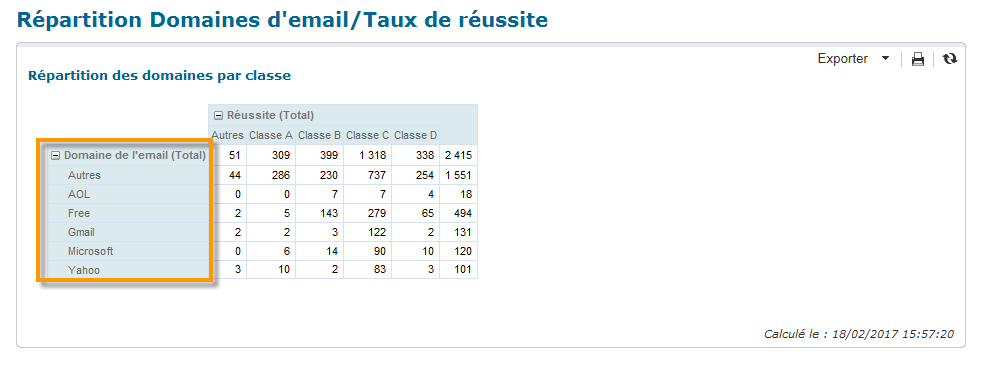 Répartition Domaines d'email/Taux de réussite
Exporter
Répartition des domaines par classe
Réussite (Total)
Autres Classe A Classe B Classe C Classe D
Domaine de l'email (Total) 51 309 399 1 318 338 2 415
Autres 44 286 230 737 254 1 551
AOL 0 0 7 7 4 18
Free 2 5 143 279 65 494
Gmail 2 2 3 122 2 131
Microsoft 0 6 14 90 10 120
Yahoo 3 10 2 83 3 101
Calculé le : 18/02/2017 15:57:20